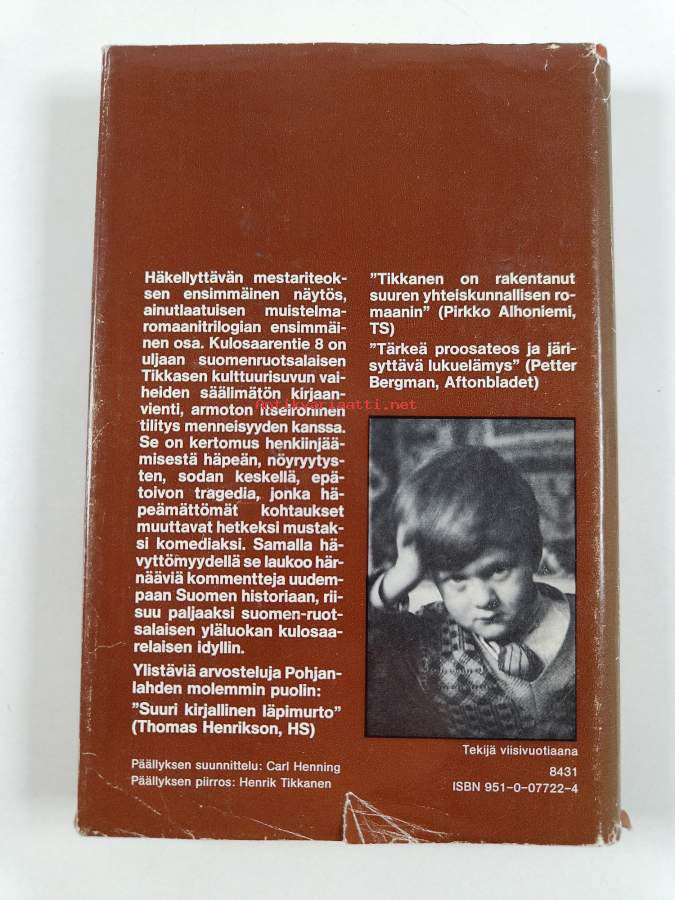 Häkellyttävän mestariteok-
sen ensimmäinen näytös,
ainutlaatuisen muistelma-
romaanitrilogian ensimmäi-
nen osa. Kulosaarentie 8 on
uljaan suomenruotsalaisen
Tikkasen kulttuurisuvun vai-
heiden säälimätön kirjaan-
vienti, armoton itseironinen
tilitys menneisyyden kanssa.
Se on kertomus henkiinjää-
misestä häpeän, nöyryytys-
ten, sodan keskellä, epä-
toivon tragedia, jonka hä-
peämättömät kohtaukset
muuttavat hetkeksi mustak-
si komediaksi. Samalla hä-
vyttömyydellä se laukoo här-
nääviä kommentteja uudem-
paan Suomen historiaan, rii-
suu paljaaksi suomen-ruot-
salaisen yläluokan kulosaa-
relaisen idyllin.
Ylistäviä arvosteluja Pohjan-
lahden molemmin puolin:
"Suuri kirjallinen läpimurto"
(Thomas Henrikson, HS)
Päällyksen suunnittelu: Carl Henning
Päällyksen piirros: Henrik Tikkanen
"Tikkanen on rakentanut
suuren yhteiskunnallisen ro-
maanin" (Pirkko Alhoniemi,
TS)
"Tärkeä proosateos ja järi-
syttävä lukuelämys" (Petter
Bergman, Aftonbladet)
antikvariaatti.net
Tekijä viisivuotiaana
8431
ISBN 951-0-07722-4